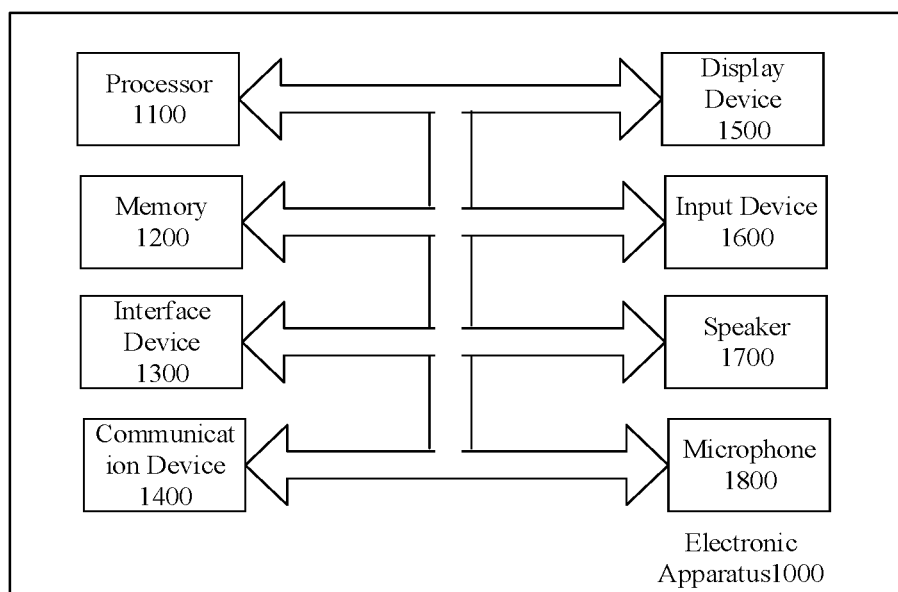 Processor
1100
Display
Device
1500
Memory
1200
Input Device
1600
Interface
Device
1300
Speaker
1700
Communicat
ion Device
1400
Microphone
1800
Electronic
Apparatus1000